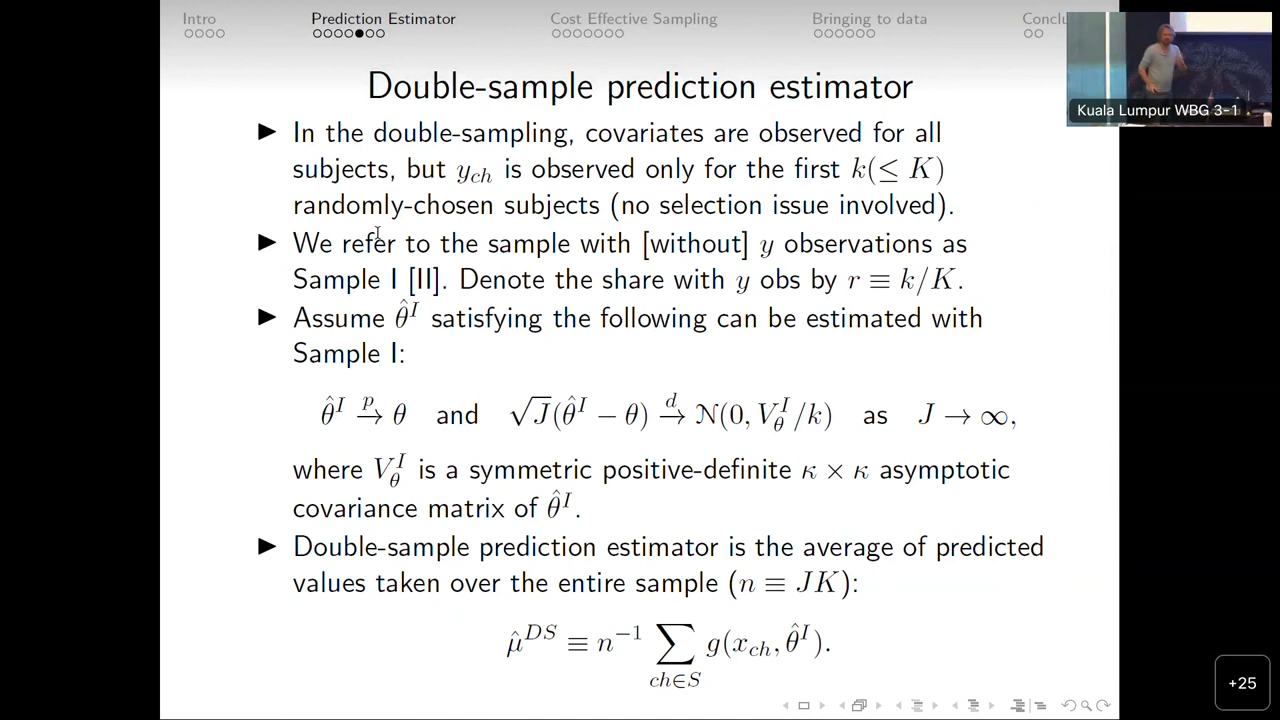 Intro
Prediction Estimator
Cost Effective Sampling
Bringing to data
Conclu
Kuala Lumpur WBG 3-1
Double-sample prediction estimator
▶ In the double-sampling, covariates are observed for all
subjects, but y_{ch} is observed only for the first k(≤ K)
randomly-chosen subjects (no selection issue involved).
▶ We refer to the sample with [without] y observations as
Sample I [II]. Denote the share with y obs by r ≡ k/K.
▶ Assume θ̂^I satisfying the following can be estimated with
Sample I:
θ̂^I →^p θ and √J(θ̂^I − θ) →^d N(0, V_θ^I/k) as J → ∞,
where V_θ^I is a symmetric positive-definite κ × κ asymptotic
covariance matrix of θ̂^I.
▶ Double-sample prediction estimator is the average of predicted
values taken over the entire sample (n ≡ JK):
μ̂^{DS} ≡ n^{−1} ∑_{ch∈S} g(x_{ch}, θ̂^I).
+25